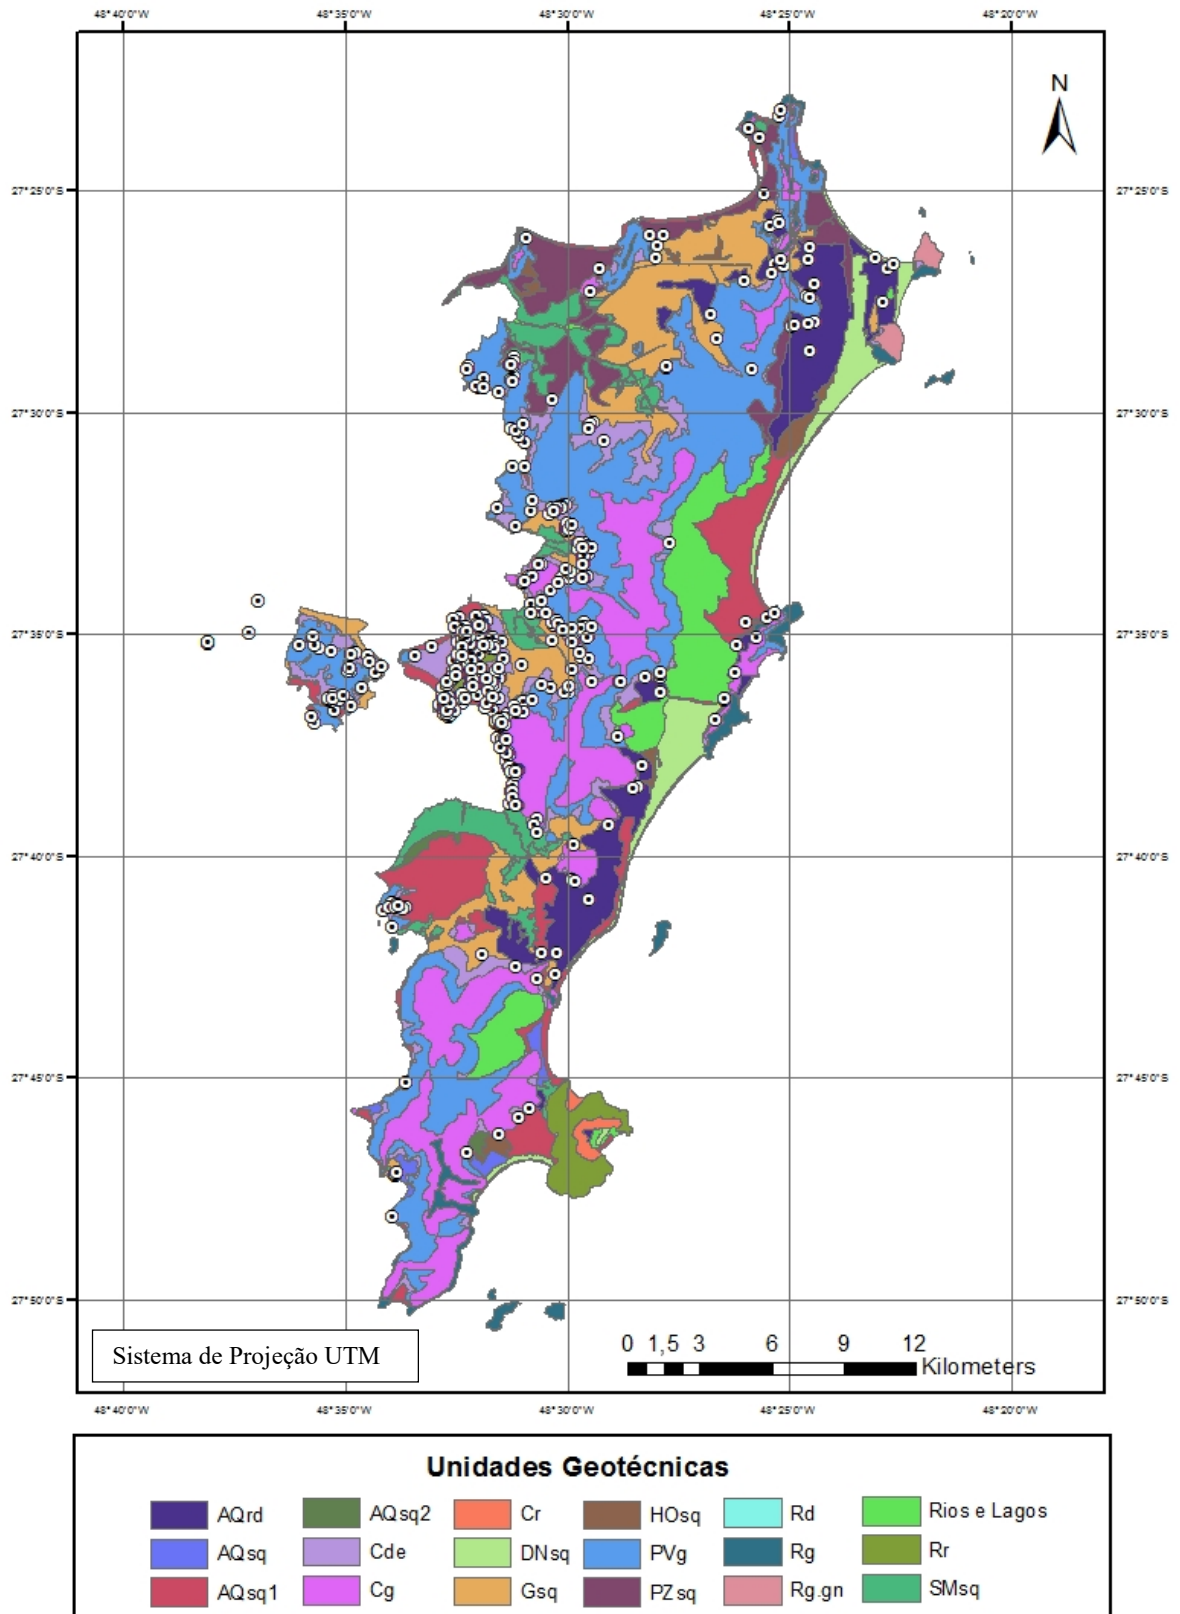 48°40'0"W 48°35'0"W 48°30'0"W 48°25'0"W 48°20'0"W
N
27°25'0"S 27°25'0"S
27°30'0"S 27°30'0"S
27°35'0"S 27°35'0"S
27°40'0"S 27°40'0"S
27°45'0"S 27°45'0"S
27°50'0"S 27°50'0"S
Sistema de Projeção UTM
0 1,5 3 6 9 12
Kilometers
48°40'0"W 48°35'0"W 48°30'0"W 48°25'0"W 48°20'0"W
Unidades Geotécnicas
AQrd AQsq2 Cr HOsq Rd Rios e Lagos
AQsq Cde DNsq PVg Rg Rr
AQsq1 Cg Gsq PZsq Rg.gn SMsq